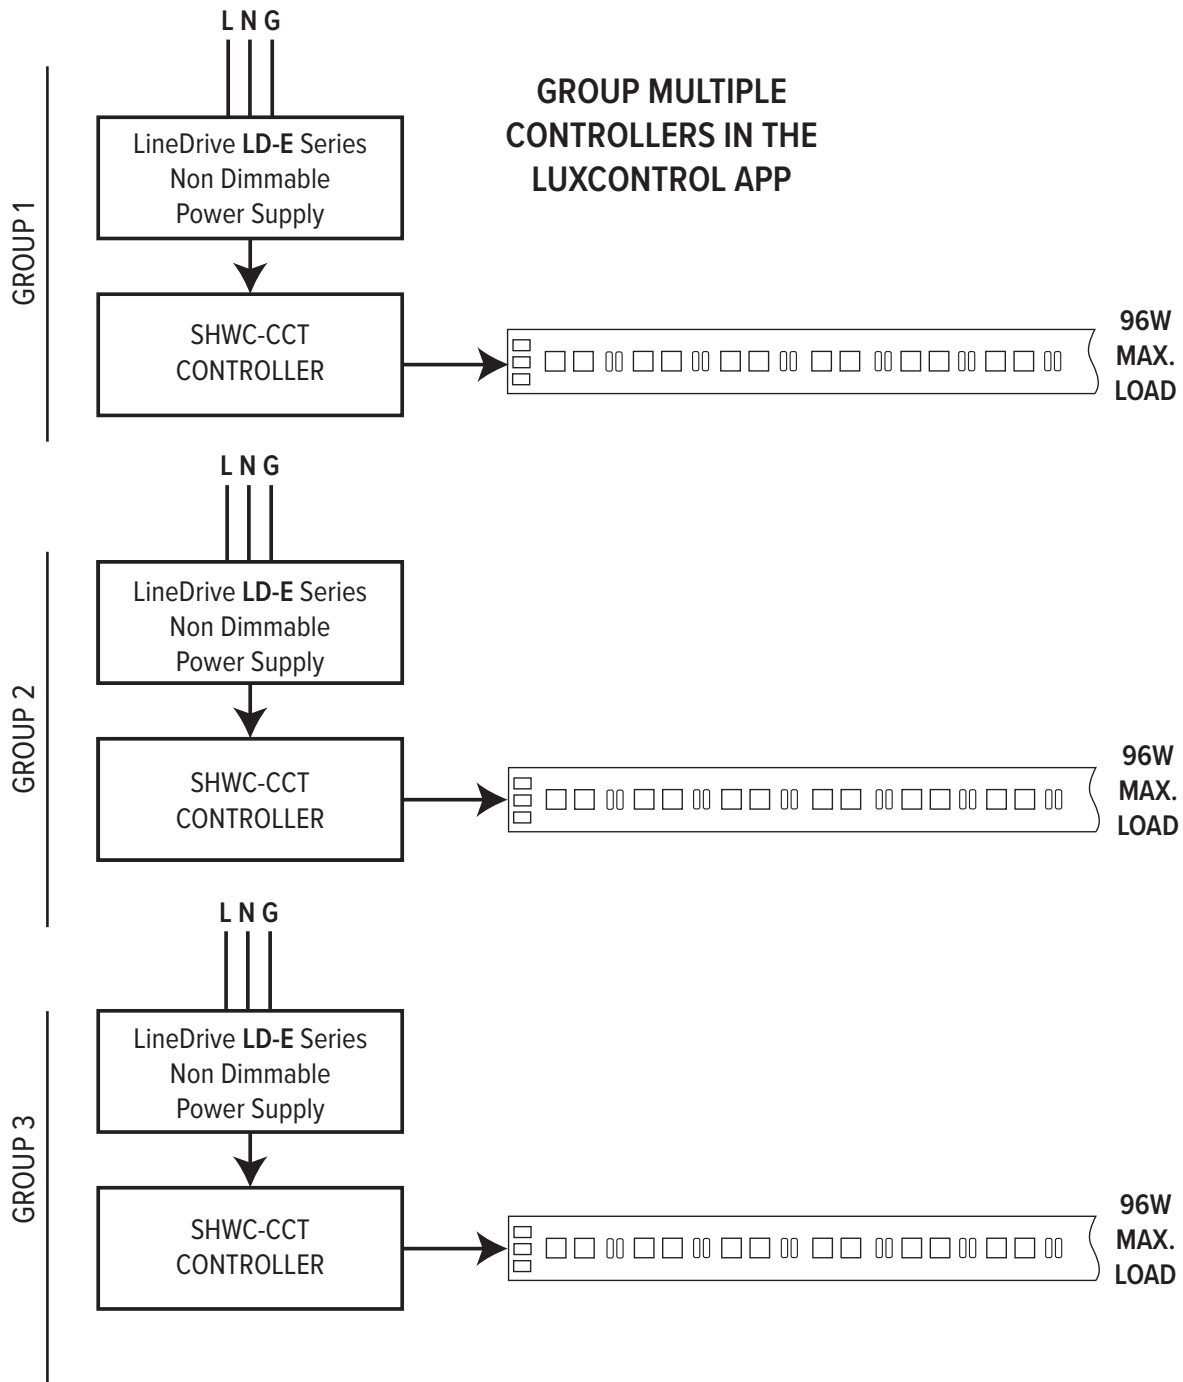 L N G
GROUP MULTIPLE
CONTROLLERS IN THE
LUXCONTROL APP
GROUP 1
LineDrive LD-E Series
Non Dimmable
Power Supply
SHWC-CCT
CONTROLLER
96W
MAX.
LOAD
L N G
GROUP 2
LineDrive LD-E Series
Non Dimmable
Power Supply
SHWC-CCT
CONTROLLER
96W
MAX.
LOAD
L N G
GROUP 3
LineDrive LD-E Series
Non Dimmable
Power Supply
SHWC-CCT
CONTROLLER
96W
MAX.
LOAD